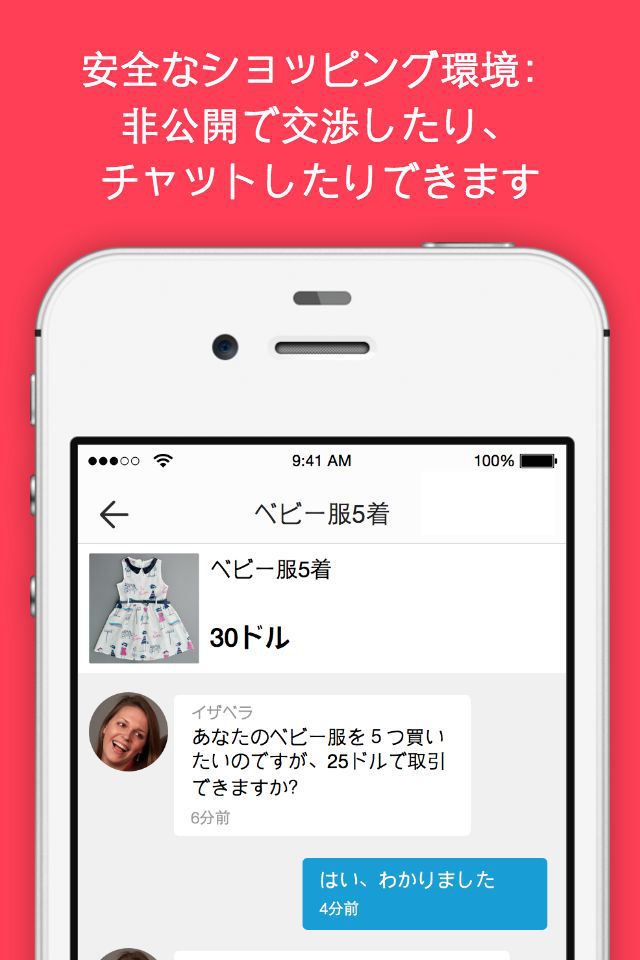 安全なショッピング環境:
非公開で交渉したり、
チャットしたりできます
9:41 AM
100%
ベビー服5着
ベビー服5着
30ドル
イザベラ
あなたのベビー服を５つ買い
たいのですが、25ドルで取引
できますか?
6分前
はい、わかりました
4分前